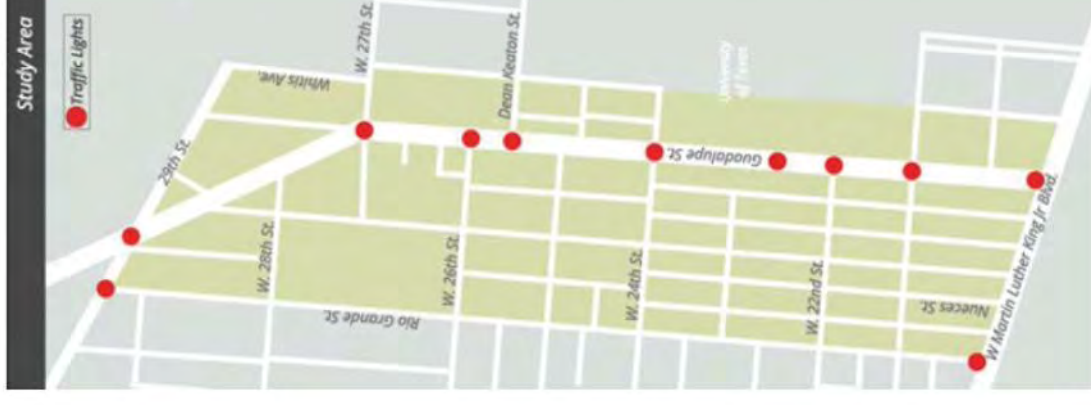 Study Area
Traffic Lights
29th St.
Whitis Ave.
W. 27th St.
Dean Keaton St.
University
of Texas
Guadalupe St.
W. 28th St.
W. 26th St.
W. 24th St.
W. 22nd St.
Rio Grande St.
Nueces St.
W Martin Luther King Jr Blvd.